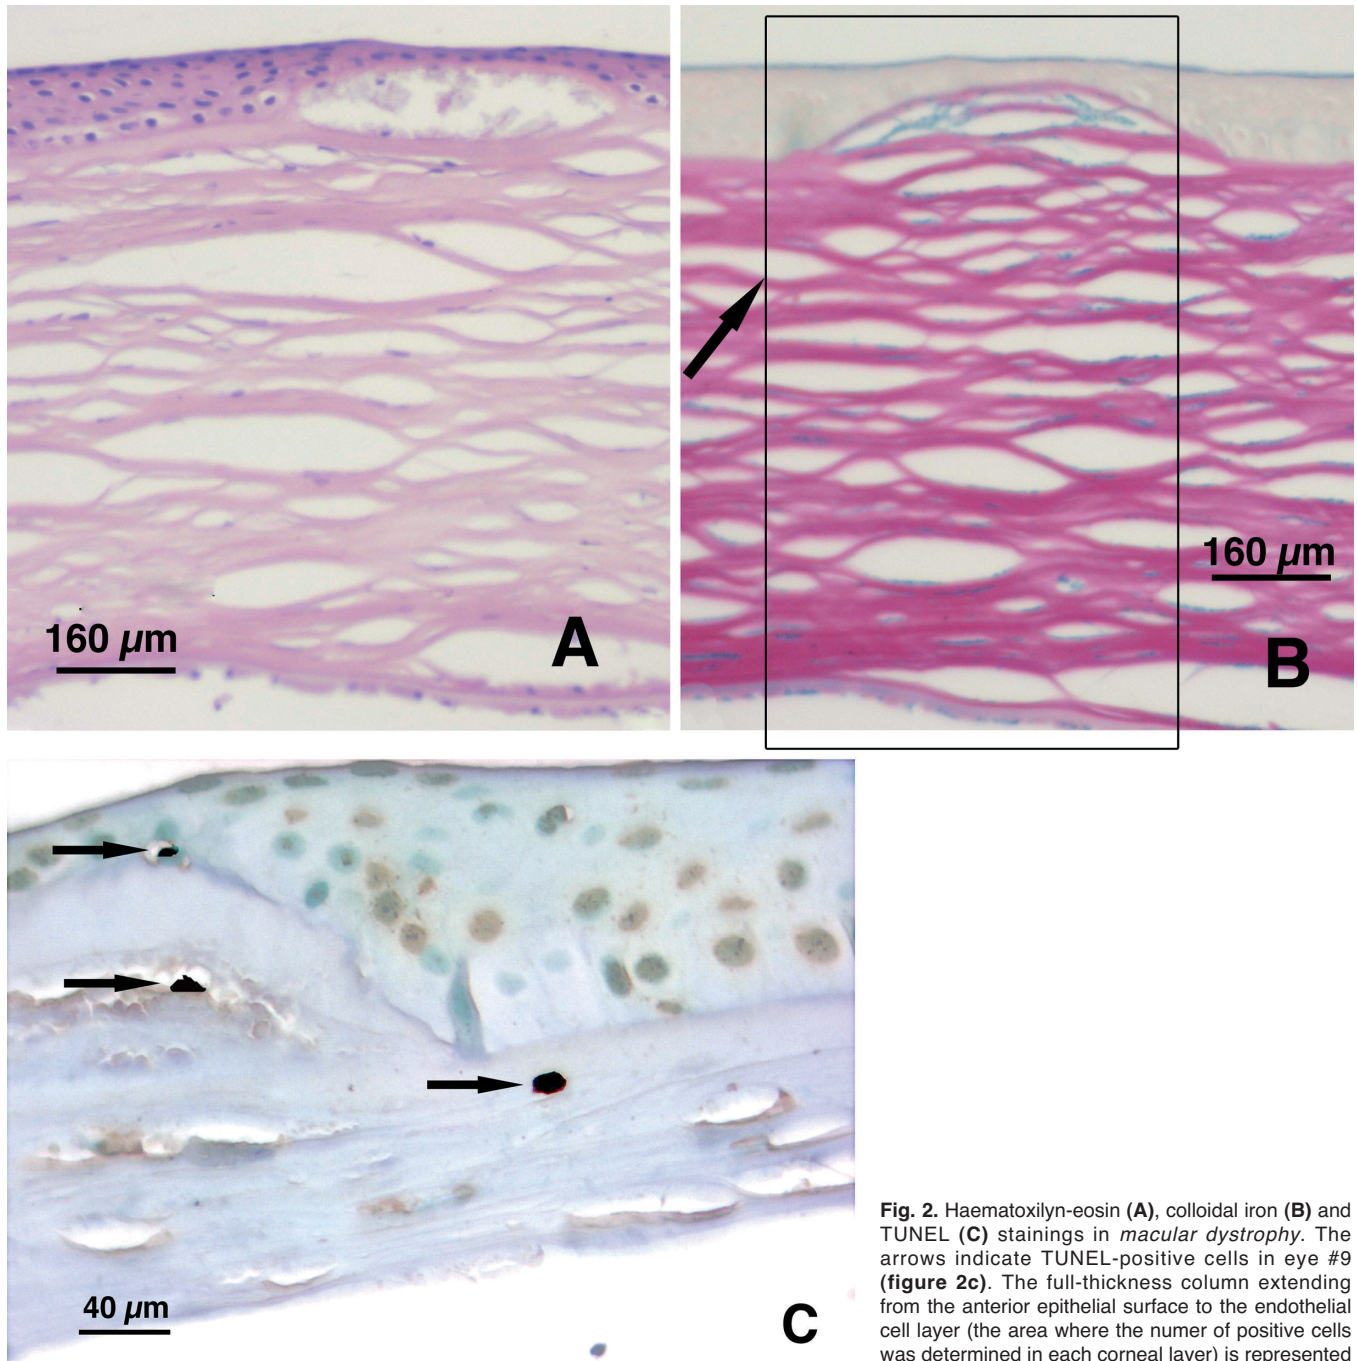 160 µm
A
160 µm
B
40 µm
C
Fig. 2. Haematoxilyn-eosin (A), colloidal iron (B) and
TUNEL (C) stainings in macular dystrophy. The
arrows indicate TUNEL-positive cells in eye #9
(figure 2c). The full-thickness column extending
from the anterior epithelial surface to the endothelial
cell layer (the area where the numer of positive cells
was determined in each corneal layer) is represented